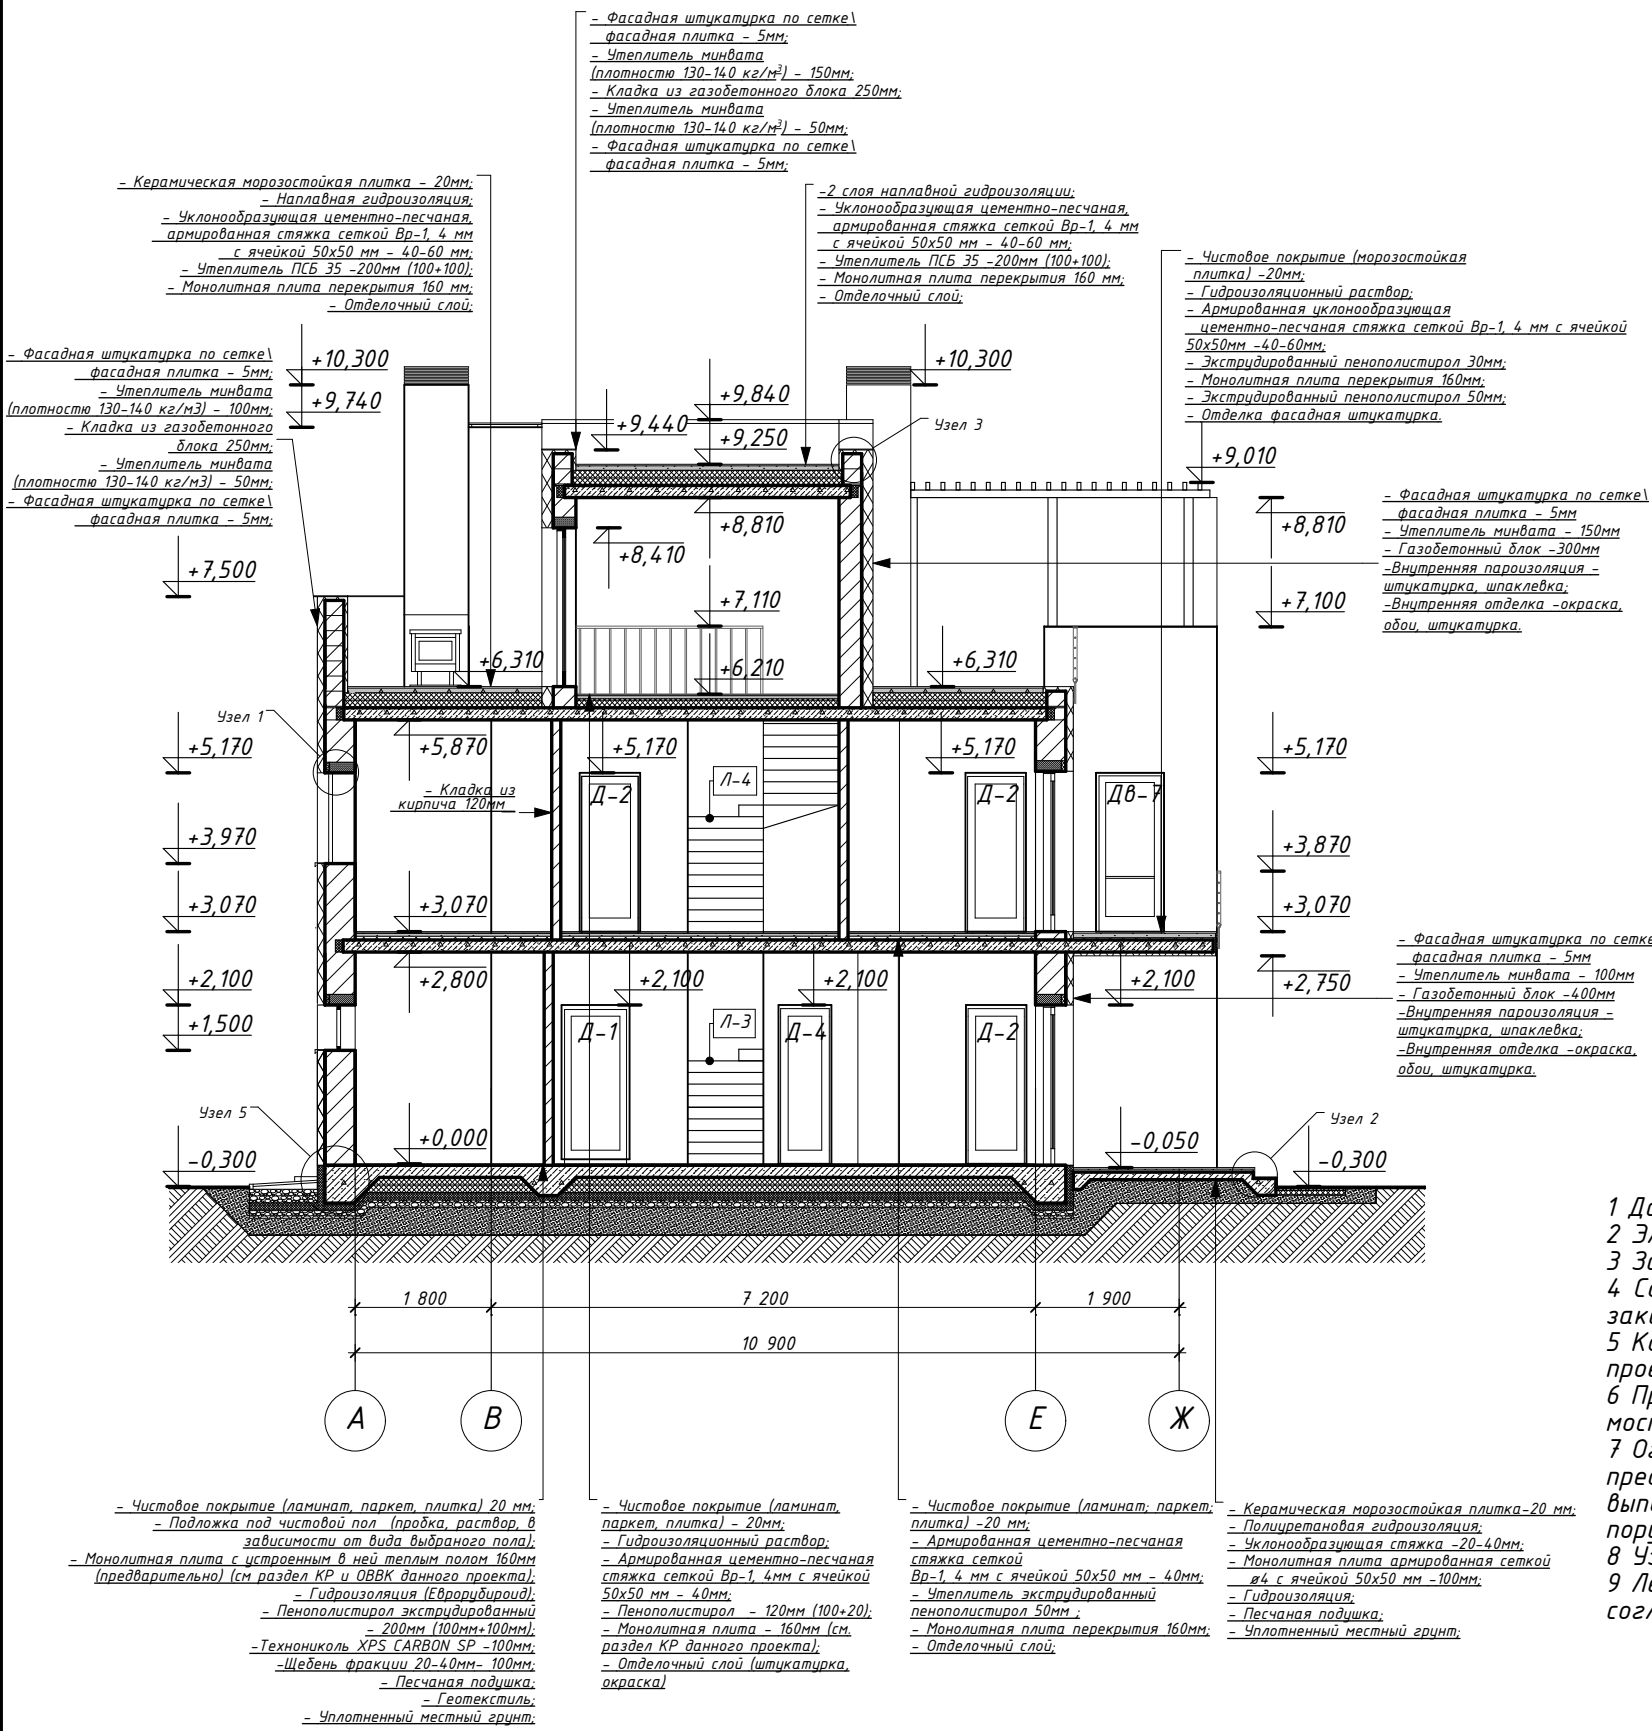 - Фасадная штукатурка по сетке\
фасадная плитка - 5мм;
- Утеплитель минвата
(плотностью 130-140 кг/м³) - 150мм;
- Кладка из газобетонного блока 250мм;
- Утеплитель минвата
(плотностью 130-140 кг/м³) - 50мм;
- Фасадная штукатурка по сетке\
фасадная плитка - 5мм;
- Керамическая морозостойкая плитка - 20мм;
- Наплавная гидроизоляция;
- Уклонообразующая цементно-песчаная,
армированная стяжка сеткой Вр-1, 4 мм
с ячейкой 50х50 мм - 40-60 мм;
- Утеплитель ПСБ 35 -200мм (100+100);
- Монолитная плита перекрытия 160 мм;
- Отделочный слой;
-2 слоя наплавной гидроизоляции;
- Уклонообразующая цементно-песчаная,
армированная стяжка сеткой Вр-1, 4 мм
с ячейкой 50х50 мм - 40-60 мм;
- Утеплитель ПСБ 35 -200мм (100+100);
- Монолитная плита перекрытия 160 мм;
- Отделочный слой;
- Чистовое покрытие (морозостойкая
плитка) -20мм;
- Гидроизоляционный раствор;
- Армированная уклонообразующая
цементно-песчаная стяжка сеткой Вр-1, 4 мм с ячейкой
50х50мм -40-60мм;
- Экструдированный пенополистирол 30мм;
- Монолитная плита перекрытия 160мм;
- Экструдированный пенополистирол 50мм;
- Отделка фасадная штукатурка.
- Фасадная штукатурка по сетке\
фасадная плитка - 5мм;
- Утеплитель минвата
(плотностью 130-140 кг/м3) - 100мм;
- Кладка из газобетонного
блока 250мм;
- Утеплитель минвата
(плотностью 130-140 кг/м3) - 50мм;
- Фасадная штукатурка по сетке\
фасадная плитка - 5мм;
+10,300
+9,740
+9,440
+9,840
+9,250
+10,300
Узел 3
+9,010
- Фасадная штукатурка по сетке\
фасадная плитка - 5мм
- Утеплитель минвата - 150мм
- Газобетонный блок -300мм
-Внутренняя пароизоляция -
штукатурка, шпаклевка;
-Внутренняя отделка -окраска,
обои, штукатурка.
+8,810
+8,410
+8,810
+7,500
+7,110
+7,100
+6,310
+6,210
+6,310
Узел 1
+5,170
+5,870
+5,170
+5,170
+5,170
Л-4
- Кладка из
кирпича 120мм
Д-2
Д-2
ДВ-7
+3,970
+3,870
+3,070
+3,070
+3,070
- Фасадная штукатурка по сетке
фасадная плитка - 5мм
- Утеплитель минвата - 100мм
- Газобетонный блок -400мм
-Внутренняя пароизоляция -
штукатурка, шпаклевка;
-Внутренняя отделка -окраска,
обои, штукатурка.
+2,100
+2,800
+2,100
+2,100
+2,100
+2,750
+1,500
Л-3
Д-1
Д-4
Д-2
Узел 5
Узел 2
-0,300
+0,000
-0,050
-0,300
1 800
7 200
1 900
10 900
А
В
Е
Ж
- Чистовое покрытие (ламинат, паркет, плитка) 20 мм;
- Подложка под чистовой пол (пробка, раствор, в
зависимости от вида выбраного пола);
- Монолитная плита с устроенным в ней теплым полом 160мм
(предварительно) (см раздел КР и ОВВК данного проекта);
- Гидроизоляция (Еврорубироид);
- Пенополистирол экструдированный
- 200мм (100мм+100мм);
-Технониколь XPS CARBON SP -100мм;
-Щебень фракции 20-40мм- 100мм;
- Песчаная подушка;
- Геотекстиль;
- Уплотненный местный грунт;
- Чистовое покрытие (ламинат,
паркет, плитка) - 20мм;
- Гидроизоляционный раствор;
- Армированная цементно-песчаная
стяжка сеткой Вр-1, 4мм с ячейкой
50х50 мм - 40мм;
- Пенополистирол - 120мм (100+20);
- Монолитная плита - 160мм (см.
раздел КР данного проекта);
- Отделочный слой (штукатурка,
окраска)
- Чистовое покрытие (ламинат; паркет;
плитка) -20 мм;
- Армированная цементно-песчаная
стяжка сеткой
Вр-1, 4 мм с ячейкой 50х50 мм - 40мм;
- Утеплитель экструдированный
пенополистирол 50мм ;
- Монолитная плита перекрытия 160мм;
- Отделочный слой;
- Керамическая морозостойкая плитка-20 мм;
- Полиуретановая гидроизоляция;
- Уклонообразующая стяжка -20-40мм;
- Монолитная плита армированная сеткой
ø4 с ячейкой 50х50 мм -100мм;
- Гидроизоляция;
- Песчаная подушка;
- Уплотненный местный грунт;
1
2
3
4
5
6
7
8
9